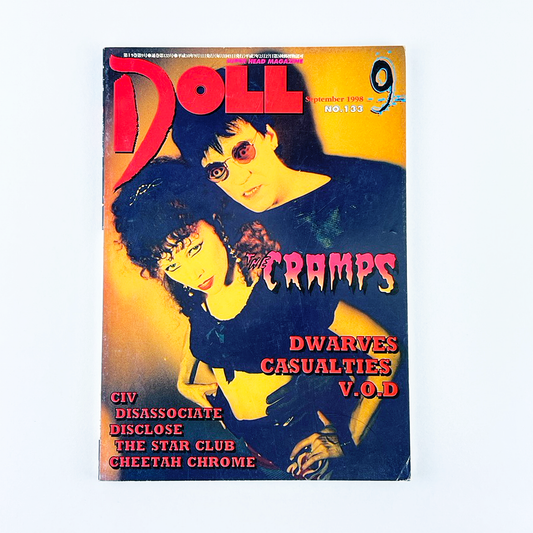 PUNK HEAD MAGAZINE
DOLL
September 1998
9
NO.133
THE CRAMPS
DWARVES
CASUALTIES
V.O.D
CIV
DISASSOCIATE
DISCLOSE
THE STAR CLUB
CHEETAH CHROME